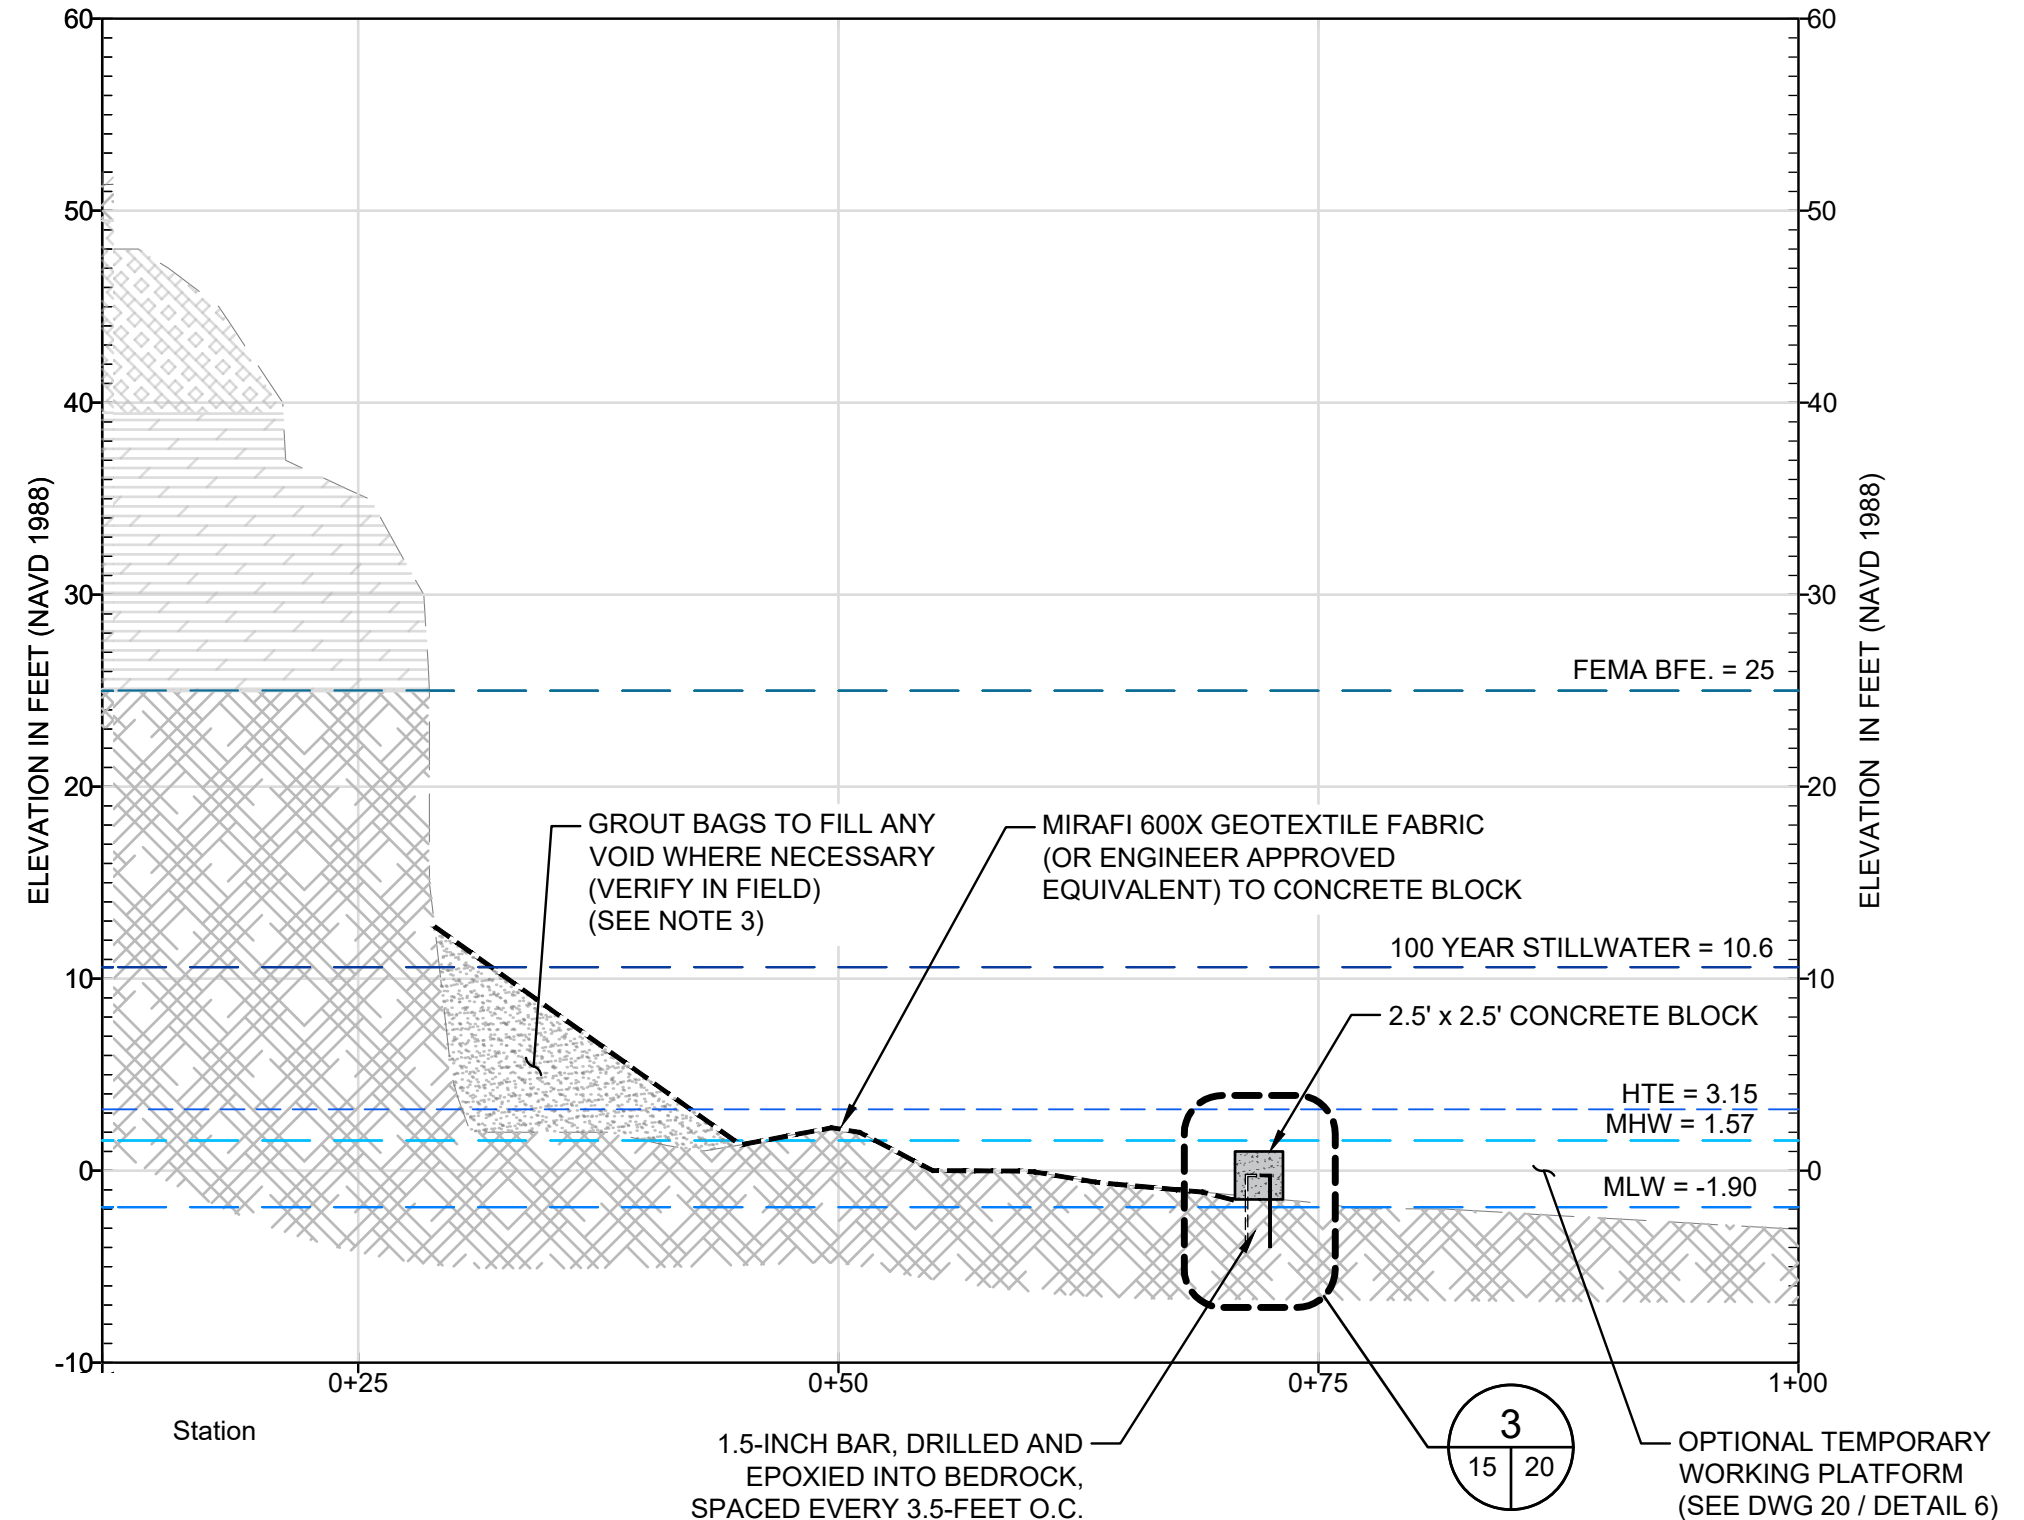 60
50
40
30
20
10
0
-10
ELEVATION IN FEET (NAVD 1988)
60
50
40
30
20
10
0
ELEVATION IN FEET (NAVD 1988)
FEMA BFE. = 25
GROUT BAGS TO FILL ANY
VOID WHERE NECESSARY
(VERIFY IN FIELD)
(SEE NOTE 3)
MIRAFI 600X GEOTEXTILE FABRIC
(OR ENGINEER APPROVED
EQUIVALENT) TO CONCRETE BLOCK
100 YEAR STILLWATER = 10.6
2.5' x 2.5' CONCRETE BLOCK
HTE = 3.15
MHW = 1.57
MLW = -1.90
0+25
0+50
0+75
1+00
Station
1.5-INCH BAR, DRILLED AND
EPOXIED INTO BEDROCK,
SPACED EVERY 3.5-FEET O.C.
3
15 20
OPTIONAL TEMPORARY
WORKING PLATFORM
(SEE DWG 20 / DETAIL 6)